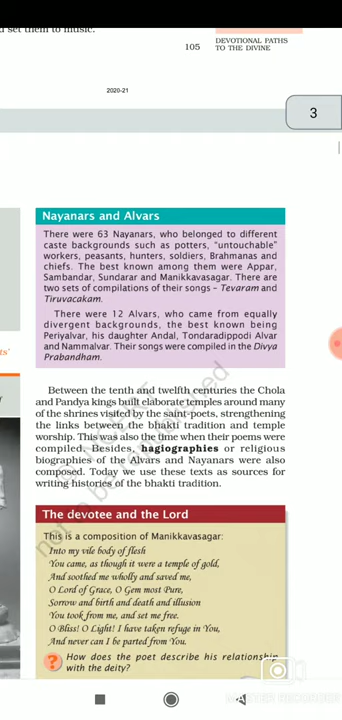 set them to music.
105
DEVOTIONAL PATHS
TO THE DIVINE
2020-21
3
Nayanars and Alvars
There were 63 Nayanars, who belonged to different
caste backgrounds such as potters, "untouchable"
workers, peasants, hunters, soldiers, Brahmanas and
chiefs. The best known among them were Appar,
Sambandar, Sundarar and Manikkavasagar. There are
two sets of compilations of their songs – Tevaram and
Tiruvacakam.
There were 12 Alvars, who came from equally
divergent backgrounds, the best known being
Periyalvar, his daughter Andal, Tondaradippodi Alvar
and Nammalvar. Their songs were compiled in the Divya
Prabandham.
Between the tenth and twelfth centuries the Chola
and Pandya kings built elaborate temples around many
of the shrines visited by the saint-poets, strengthening
the links between the bhakti tradition and temple
worship. This was also the time when their poems were
compiled. Besides, hagiographies or religious
biographies of the Alvars and Nayanars were also
composed. Today we use these texts as sources for
writing histories of the bhakti tradition.
The devotee and the Lord
This is a composition of Manikkavasagar:
Into my vile body of flesh
You came, as though it were a temple of gold,
And soothed me wholly and saved me,
O Lord of Grace, O Gem most Pure,
Sorrow and birth and death and illusion
You took from me, and set me free.
O Bliss! O Light! I have taken refuge in You,
And never can I be parted from You.
? How does the poet describe his relationship
with the deity?